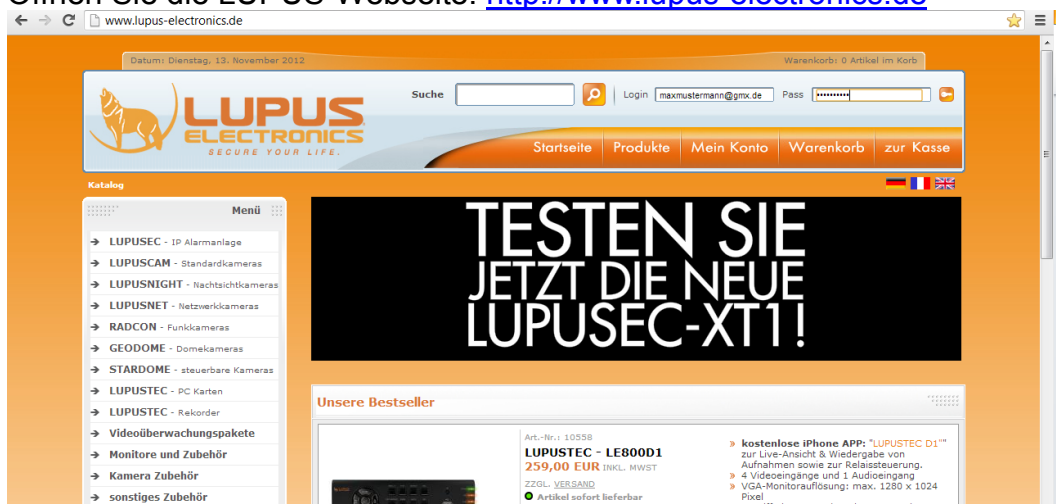 Öffnen Sie die LUPUS Webseite: http://www.lupus-electronics.de
www.lupus-electronics.de
Datum: Dienstag, 13. November 2012
Warenkorb: 0 Artikel im Korb
LUPUS
ELECTRONICS
SECURE YOUR LIFE.
Suche
Login maxmustermann@gmx.de Pass ••••••••••
Startseite Produkte Mein Konto Warenkorb zur Kasse
Katalog
Menü
LUPUSEC - IP Alarmanlage
LUPUSCAM - Standardkameras
LUPUSNIGHT - Nachtsichtkameras
LUPUSNET - Netzwerkkameras
RADCON - Funkkameras
GEODOME - Domekameras
STARDOME - steuerbare Kameras
LUPUSTEC - PC Karten
LUPUSTEC - Rekorder
Videoüberwachungspakete
Monitore und Zubehör
Kamera Zubehör
sonstiges Zubehör
TESTEN SIE
JETZT DIE NEUE
LUPUSEC-XT1!
Unsere Bestseller
Art.-Nr.: 10558
LUPUSTEC - LE800D1
259,00 EUR INKL. MWST
ZZGL. VERSAND
Artikel sofort lieferbar
» kostenlose iPhone APP: "LUPUSTEC D1""
zur Live-Ansicht & Wiedergabe von
Aufnahmen sowie zur Relaissteuerung.
» 4 Videoeingänge und 1 Audioeingang
» VGA-Monitorauflösung: max. 1280 x 1024
Pixel